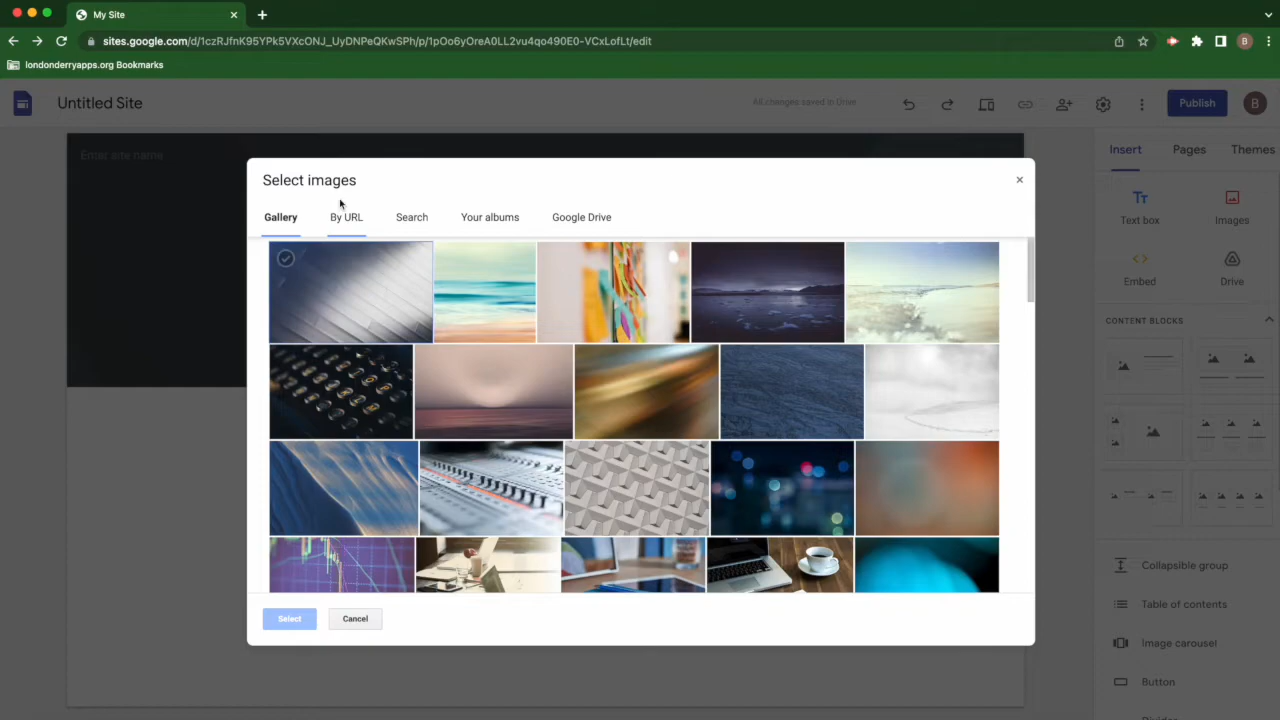 My Site
sites.google.com/d/1czRJfnK95YPk5VXcONJ_UyDNPeQKwSPh/p/1pOo6yOreA0LL2vu4qo490E0-VCxLofLt/edit
B
londonderryapps.org Bookmarks
Untitled Site
All changes saved in Drive
Publish
B
Enter site name
Insert
Pages
Themes
Select images
Gallery
By URL
Search
Your albums
Google Drive
Tt
Text box
Images
Embed
Drive
CONTENT BLOCKS
Collapsible group
Table of contents
Image carousel
Button
Select
Cancel